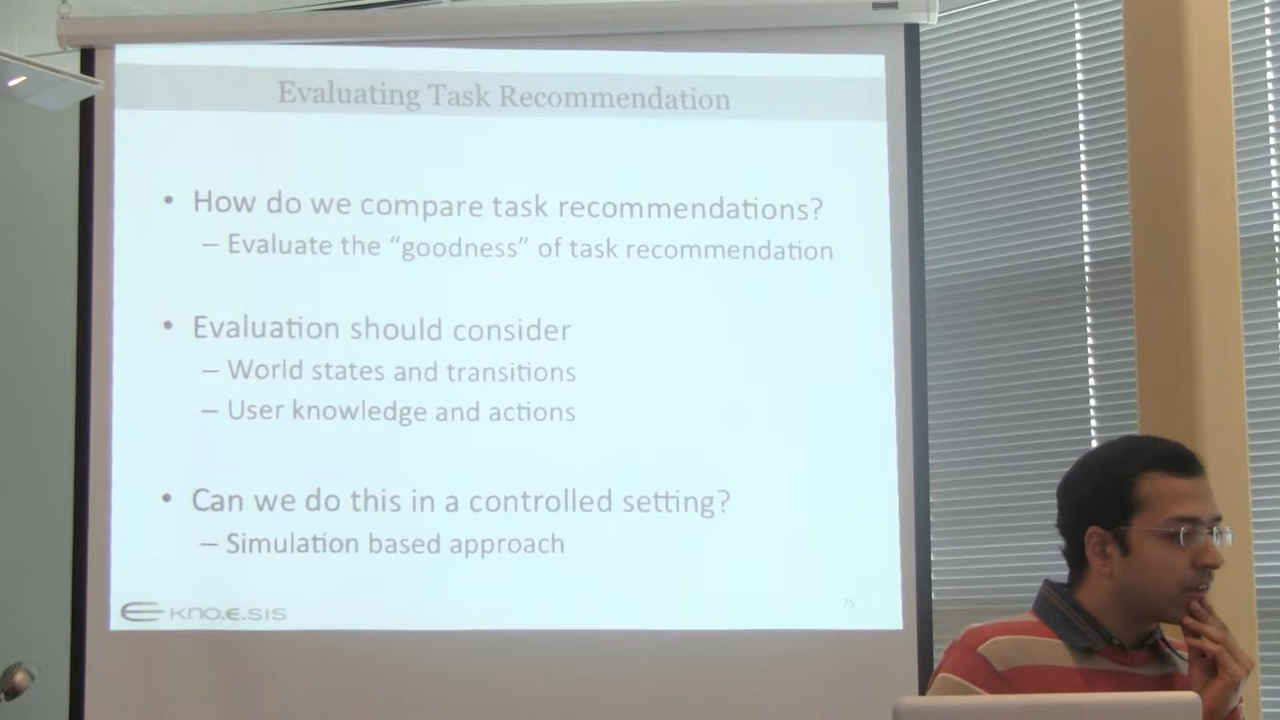 Evaluating Task Recommendation
• How do we compare task recommendations?
– Evaluate the “goodness” of task recommendation
• Evaluation should consider
– World states and transitions
– User knowledge and actions
• Can we do this in a controlled setting?
– Simulation based approach
KNO.E.SIS
75